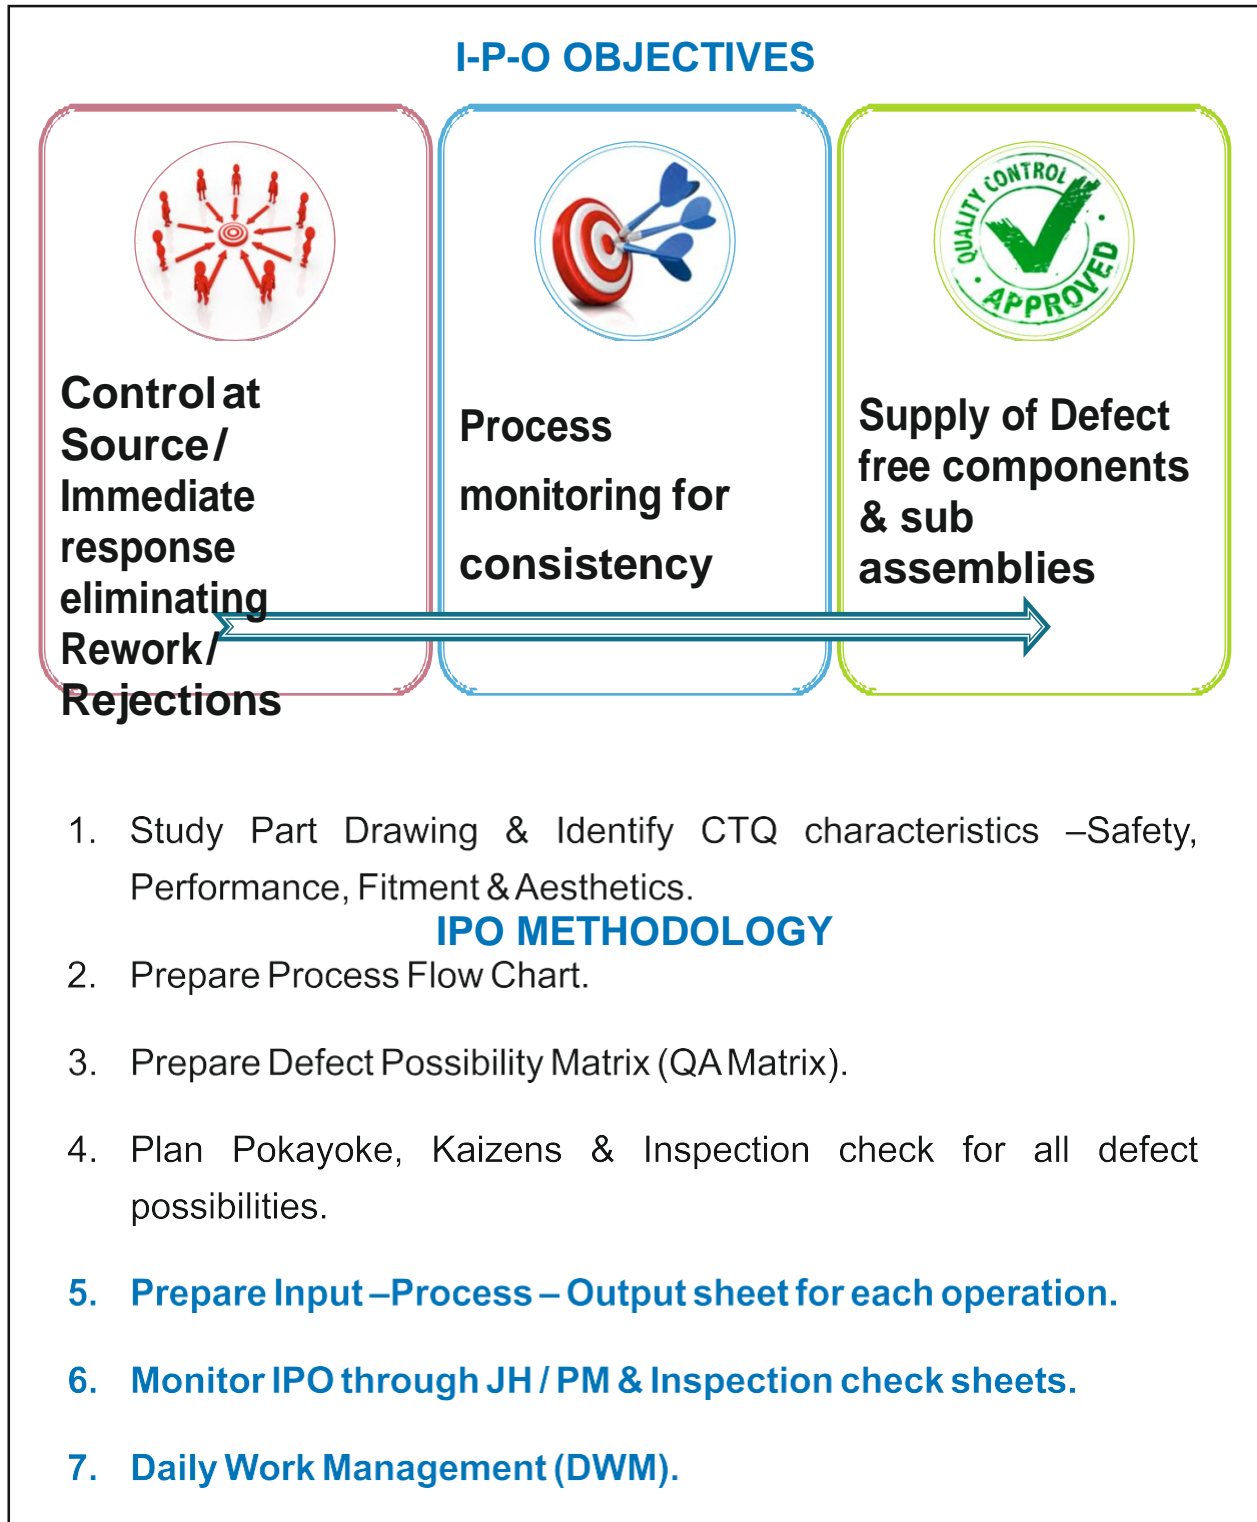 I-P-O OBJECTIVES
QUALITY CONTROL
APPROVED
Control at
Source /
Immediate
response
eliminating
Rework /
Rejections
Process
monitoring for
consistency
Supply of Defect
free components
& sub
assemblies
1. Study Part Drawing & Identify CTQ characteristics –Safety,
Performance, Fitment & Aesthetics.
IPO METHODOLOGY
2. Prepare Process Flow Chart.
3. Prepare Defect Possibility Matrix (QA Matrix).
4. Plan Pokayoke, Kaizens & Inspection check for all defect
possibilities.
5. Prepare Input –Process – Output sheet for each operation.
6. Monitor IPO through JH / PM & Inspection check sheets.
7. Daily Work Management (DWM).